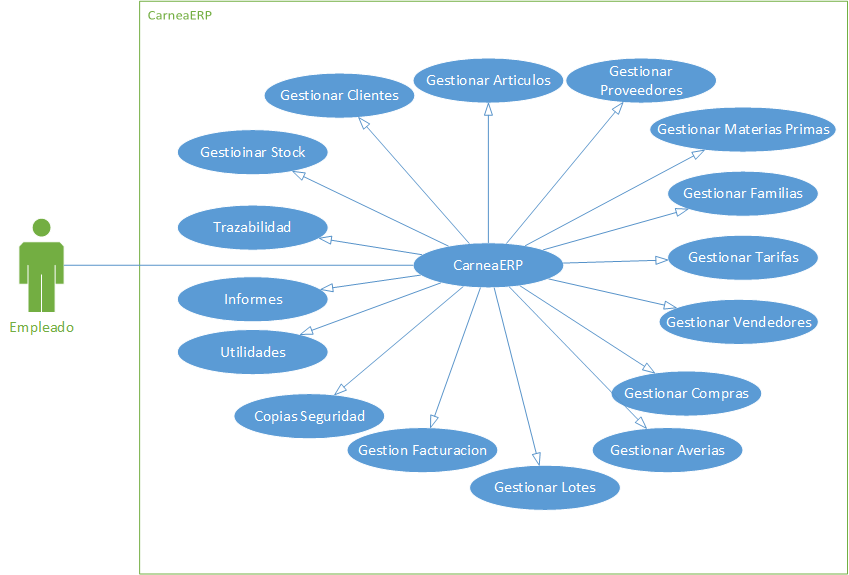 CarneaERP
Gestionar Articulos
Gestionar
Proveedores
Gestionar Clientes
Gestionar Materias Primas
Gestioinar Stock
Gestionar Familias
Trazabilidad
Gestionar Tarifas
CarneaERP
Informes
Empleado
Gestionar Vendedores
Utilidades
Gestionar Compras
Copias Seguridad
Gestion Facturacion
Gestionar Averias
Gestionar Lotes